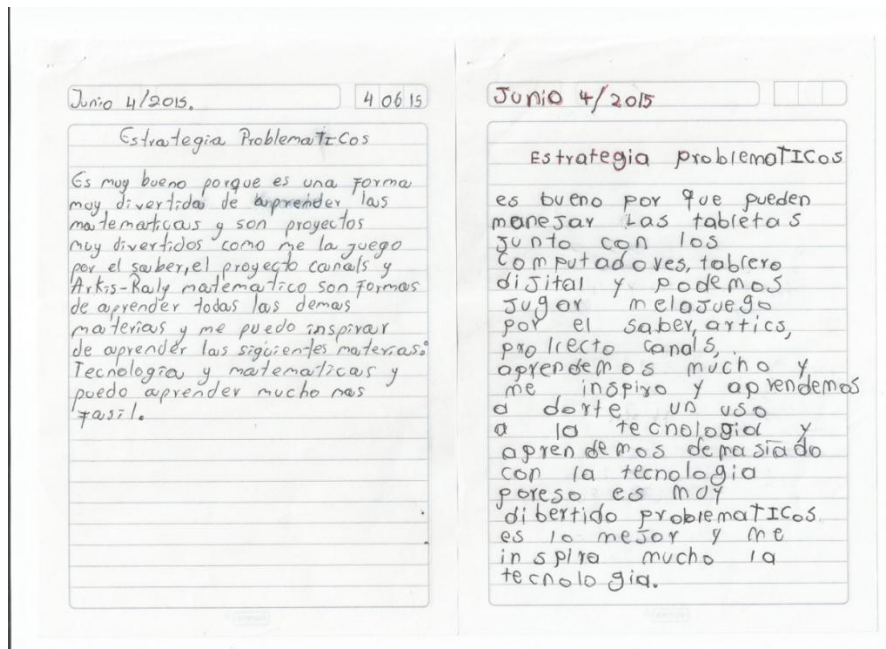 Junio 4/2015.
4 06 15
Estrategia ProblemaTICos
Es muy bueno porque es una forma
muy divertida de aprender las
matematicas y son proyectos
muy divertidos como me la juego
por el saber, el proyecto canals y
Arkis-Raly matematico son formas
de aprender todas las demas
materias y me puedo inspirar
de aprender las siguientes materias:
Tecnologia y matematicas y
puedo aprender mucho mas
fasil.
Junio 4/2015
Estrategia problemaTICos
es bueno por que pueden
manejar las tabletas
junto con los
computadores, tablero
dijital y podemos
jugar melajuego
por el saber, artics,
prollecto canals,
aprendemos mucho y
me inspiro y aprendemos
a darte un uso
a la tecnologia y
aprendemos demasiado
con la tecnologia
poreso es muy
dibertido problemaTICos
es lo mejor y me
inspira mucho la
tecnologia.